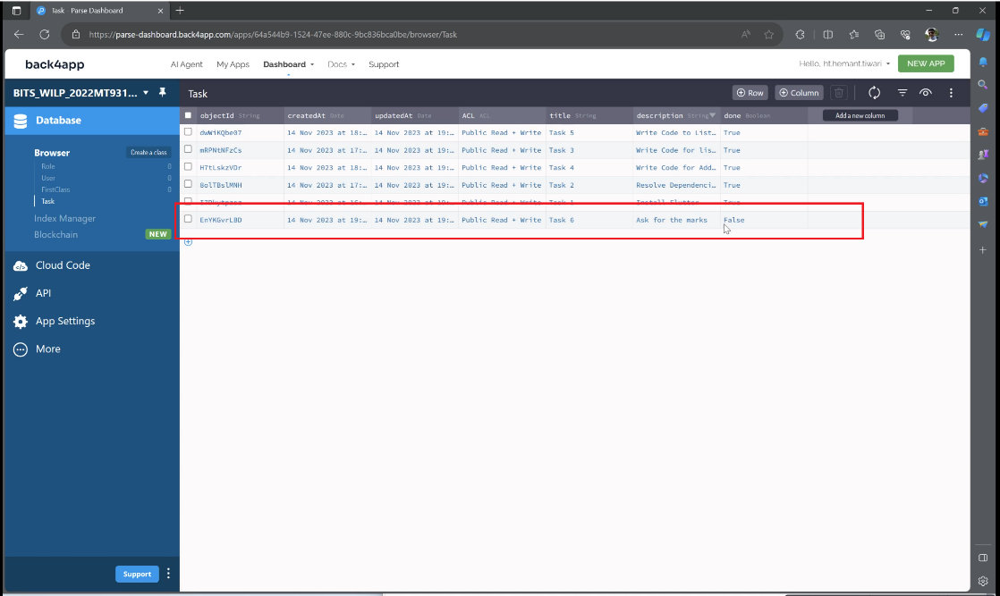 Task Parse Dashboard
https://parse-dashboard.back4app.com/apps/64a544b9-1524-47ee-880c-9bc836bca0be/browser/Task
back4app AI Agent My Apps Dashboard Docs Support Hello, ht.hemant.tiwari NEW APP
BITS_WILP_2022MT931... Task Row Column
Database
Browser Create a class
Role 0
User 0
FirstClass 0
Task
Index Manager
Blockchain NEW
Cloud Code
API
App Settings
More
Support
objectId String createdAt Date updatedAt Date ACL ACL title String description String done Boolean Add a new column
dwWiKQbe07 14 Nov 2023 at 18:... 14 Nov 2023 at 19:... Public Read + Write Task 5 Write Code to List... True
mRPNtNFzCs 14 Nov 2023 at 17:... 14 Nov 2023 at 19:... Public Read + Write Task 3 Write Code for lis... True
H7tLskzVDr 14 Nov 2023 at 18:... 14 Nov 2023 at 19:... Public Read + Write Task 4 Write Code for Add... True
8olTBslMNH 14 Nov 2023 at 17:... 14 Nov 2023 at 19:... Public Read + Write Task 2 Resolve Dependenci... True
14 Nov 2023 at 17:... 14 Nov 2023 at 19:... Public Read + Write Task 1 Install Flutter True
EnYKGvrLBD 14 Nov 2023 at 19:... 14 Nov 2023 at 19:... Public Read + Write Task 6 Ask for the marks False